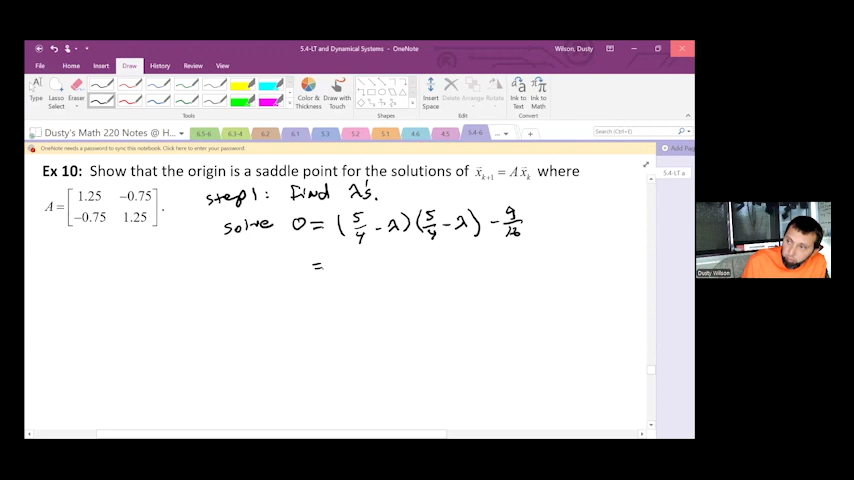 5.4-LT and Dynamical Systems - OneNote
Wilson, Dusty
File Home Insert Draw History Review View
Type
Lasso Select
Eraser
Color & Thickness
Draw with Touch
Insert Space
Delete
Arrange
Rotate
Ink to Text
Ink to Math
Tools
Shapes
Edit
Convert
Dusty's Math 220 Notes @ H...
6.5-6 6.3-4 6.2 6.1 5.3 5.2 5.1 4.6 4.5 5.4-6 ...
Search (Ctrl+E)
OneNote needs a password to sync this notebook. Click here to enter your password.
Add Pag
5.4-LT a
Ex 10: Show that the origin is a saddle point for the solutions of x⃗ₖ₊₁ = Ax⃗ₖ where
A = [1.25 -0.75
-0.75 1.25].
step 1: Find λ's.
solve 0 = (5/4 - λ)(5/4 - λ) - 9/16
=
Dusty Wilson